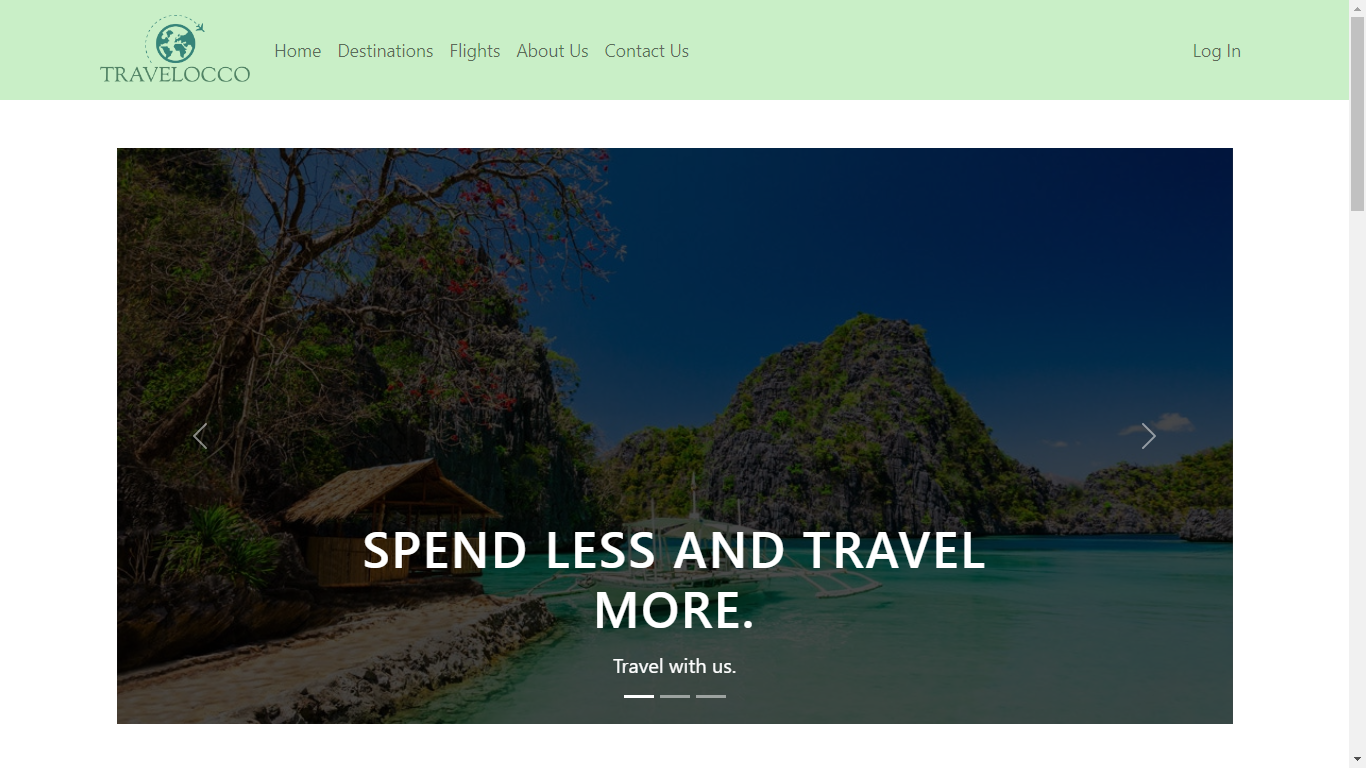 TRAVELOCCO
Home Destinations Flights About Us Contact Us Log In
SPEND LESS AND TRAVEL
MORE.
Travel with us.